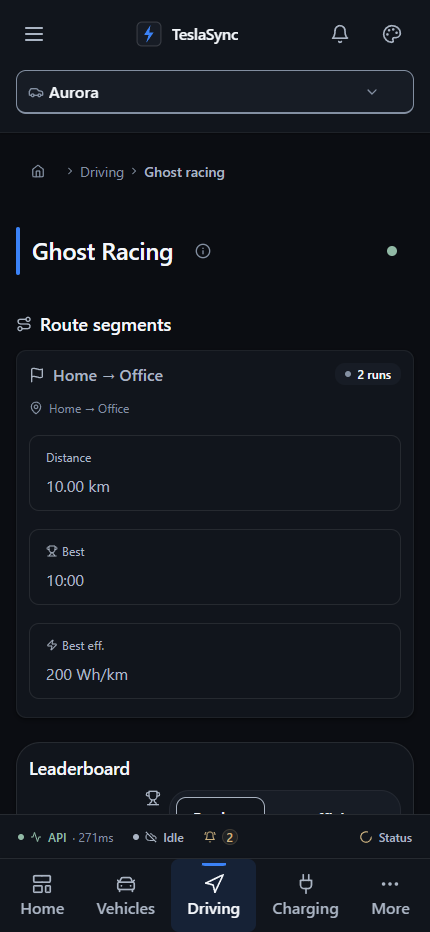 TeslaSync
Aurora
Driving
Ghost racing
Ghost Racing
Route segments
Home → Office
2 runs
Home → Office
Distance
10.00 km
Best
10:00
Best eff.
200 Wh/km
Leaderboard
API · 271ms
Idle
2
Status
Home
Vehicles
Driving
Charging
More